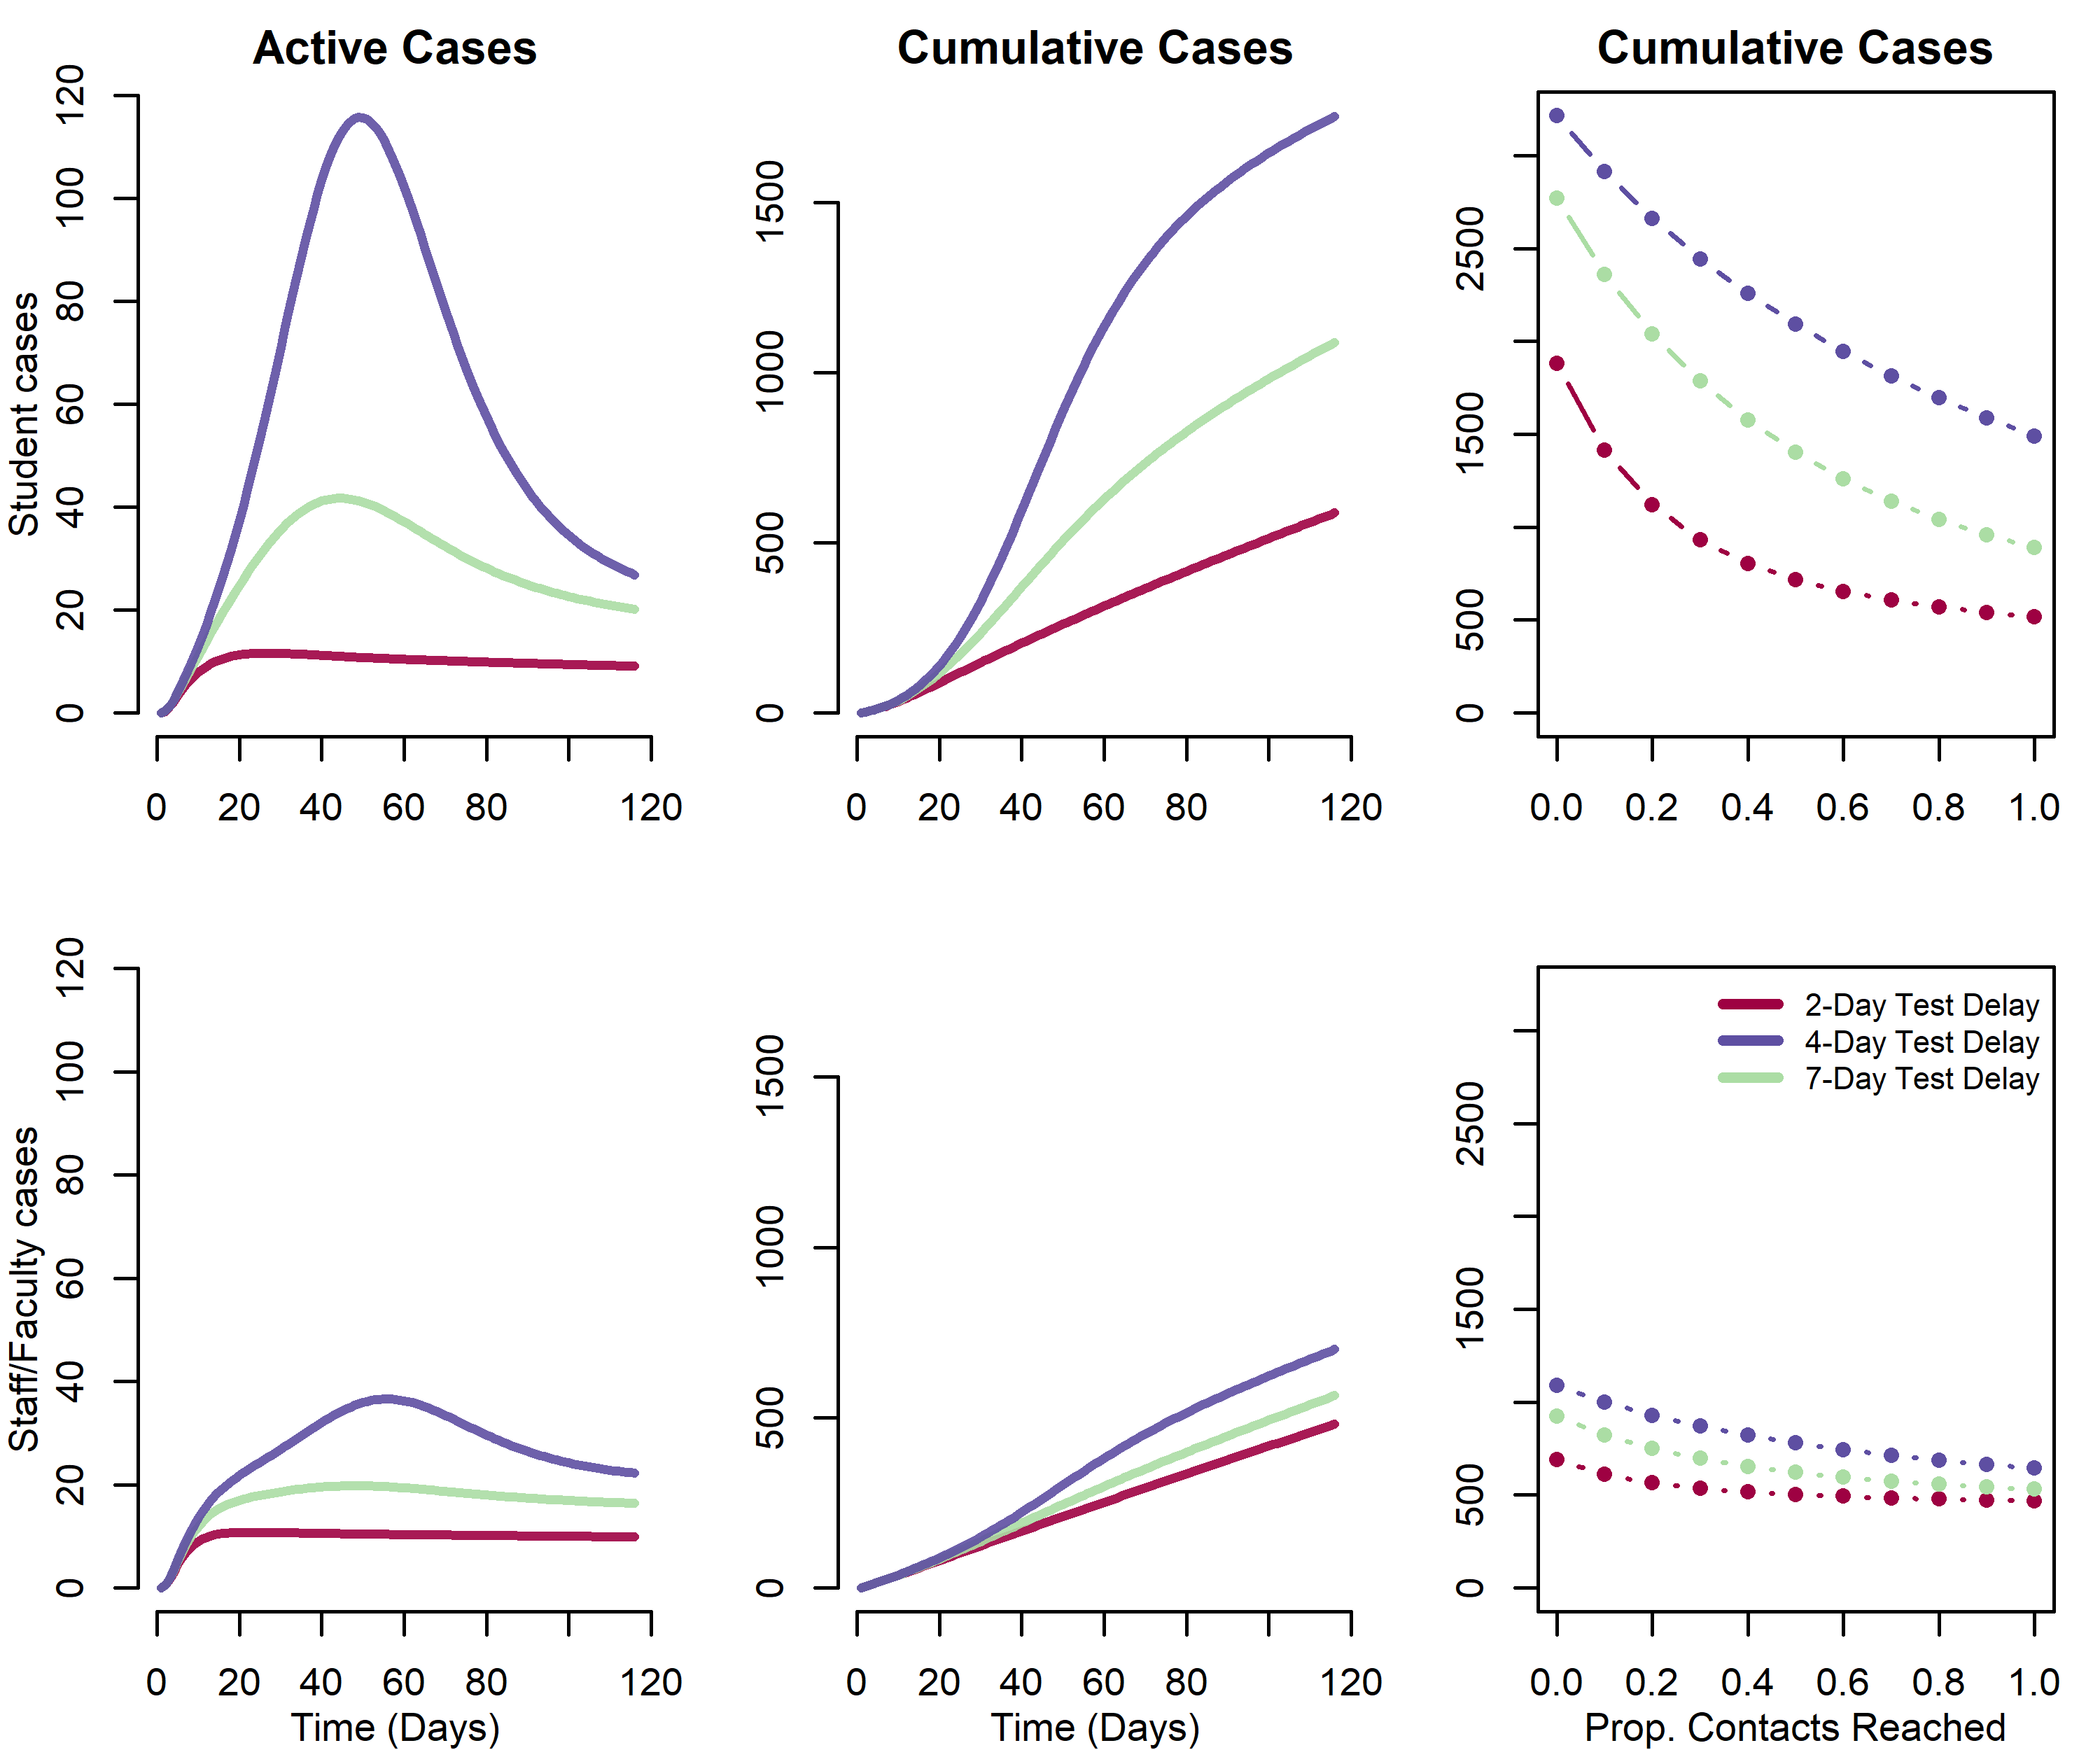 Active Cases
Cumulative Cases
Cumulative Cases
Student cases
0 20 40 60 80 100 120
0 500 1000 1500
0 500 1500 2500
0 20 40 60 80 120
0 20 40 60 80 120
0.0 0.2 0.4 0.6 0.8 1.0
Staff/Faculty cases
0 20 40 60 80 100 120
0 500 1000 1500
0 500 1500 2500
2-Day Test Delay
4-Day Test Delay
7-Day Test Delay
0 20 40 60 80 120
0 20 40 60 80 120
0.0 0.2 0.4 0.6 0.8 1.0
Time (Days)
Time (Days)
Prop. Contacts Reached